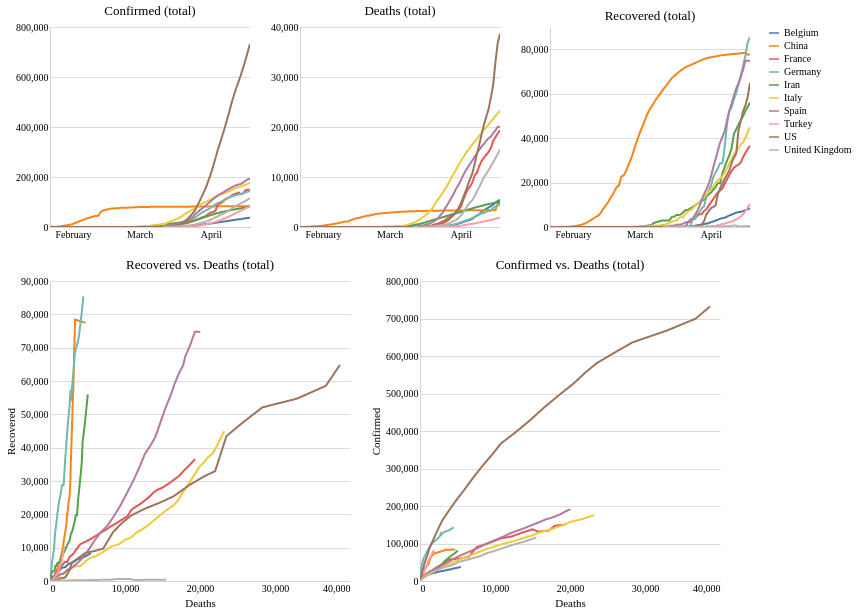 Confirmed (total)
800,000
600,000
400,000
200,000
0
February
March
April
Deaths (total)
40,000
30,000
20,000
10,000
0
February
March
April
Recovered (total)
80,000
60,000
40,000
20,000
0
February
March
April
Belgium
China
France
Germany
Iran
Italy
Spain
Turkey
US
United Kingdom
Recovered vs. Deaths (total)
90,000
80,000
70,000
60,000
50,000
40,000
30,000
20,000
10,000
0
Recovered
0
10,000
20,000
30,000
40,000
Deaths
Confirmed vs. Deaths (total)
800,000
700,000
600,000
500,000
400,000
300,000
200,000
100,000
0
Confirmed
0
10,000
20,000
30,000
40,000
Deaths